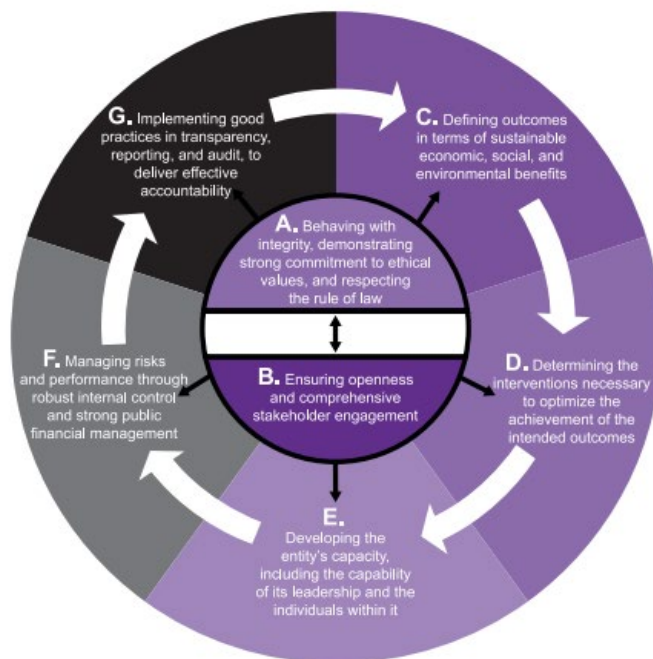 A. Behaving with
integrity, demonstrating
strong commitment to ethical
values, and respecting
the rule of law
B. Ensuring openness
and comprehensive
stakeholder engagement
C. Defining outcomes
in terms of sustainable
economic, social, and
environmental benefits
D. Determining the
interventions necessary
to optimize the
achievement of the
intended outcomes
E.
Developing the
entity's capacity,
including the capability
of its leadership and the
individuals within it
F. Managing risks
and performance through
robust internal control
and strong public
financial management
G. Implementing good
practices in transparency,
reporting, and audit, to
deliver effective
accountability